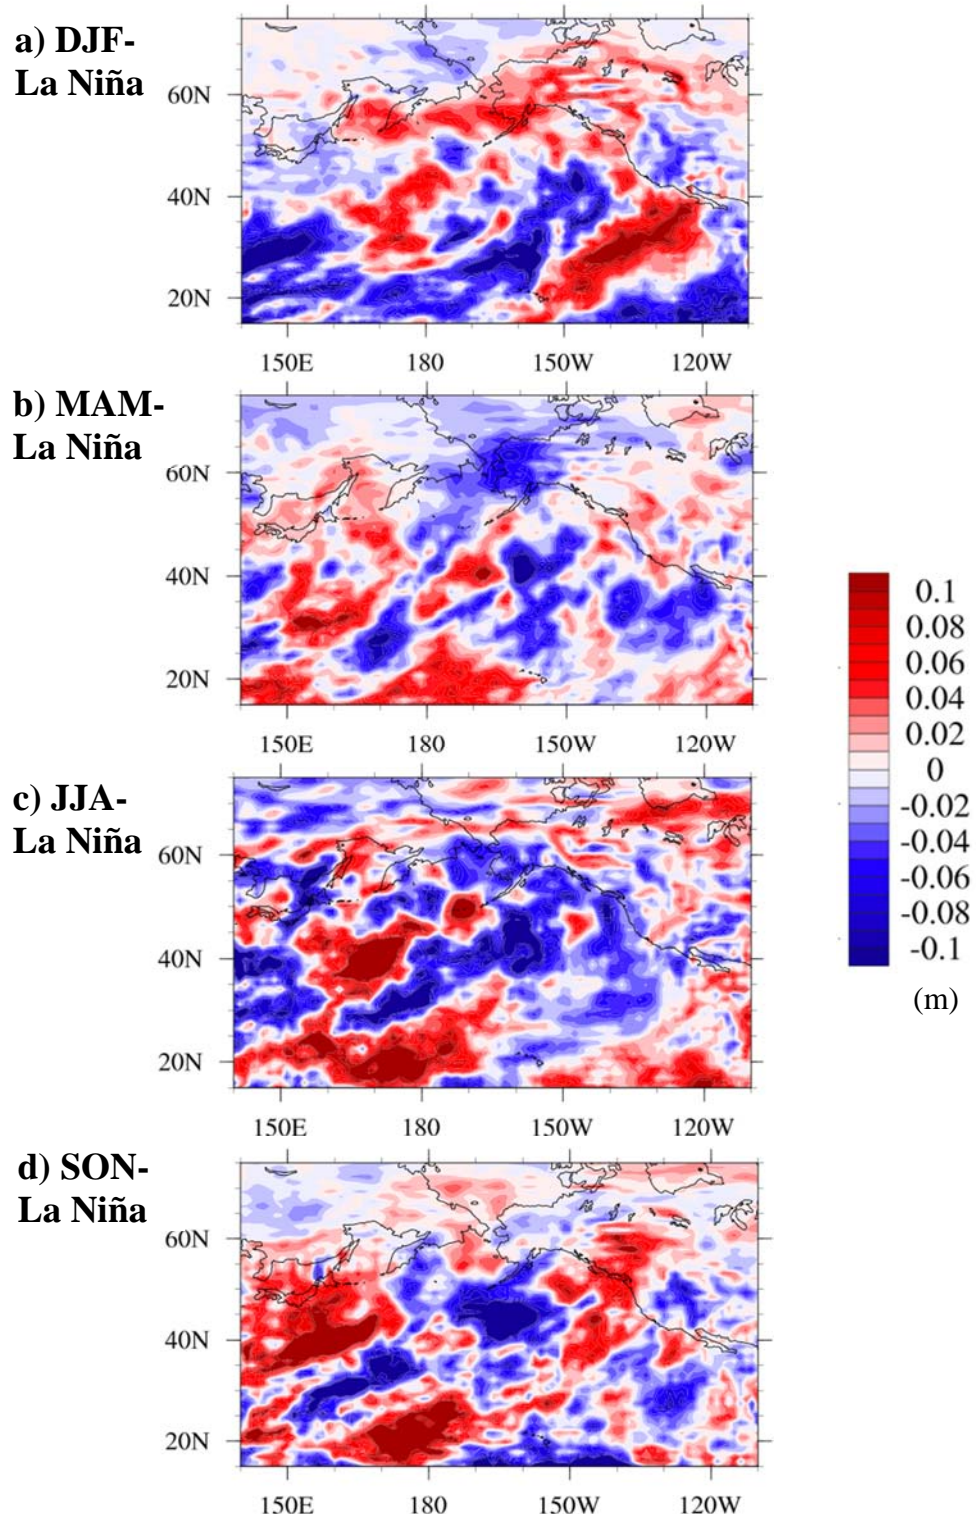 a) DJF-
La Niña
60N
40N
20N
150E 180 150W 120W
b) MAM-
La Niña
60N
40N
20N
150E 180 150W 120W
c) JJA-
La Niña
60N
40N
20N
150E 180 150W 120W
d) SON-
La Niña
60N
40N
20N
150E 180 150W 120W
0.1
0.08
0.06
0.04
0.02
0
-0.02
-0.04
-0.06
-0.08
-0.1
(m)